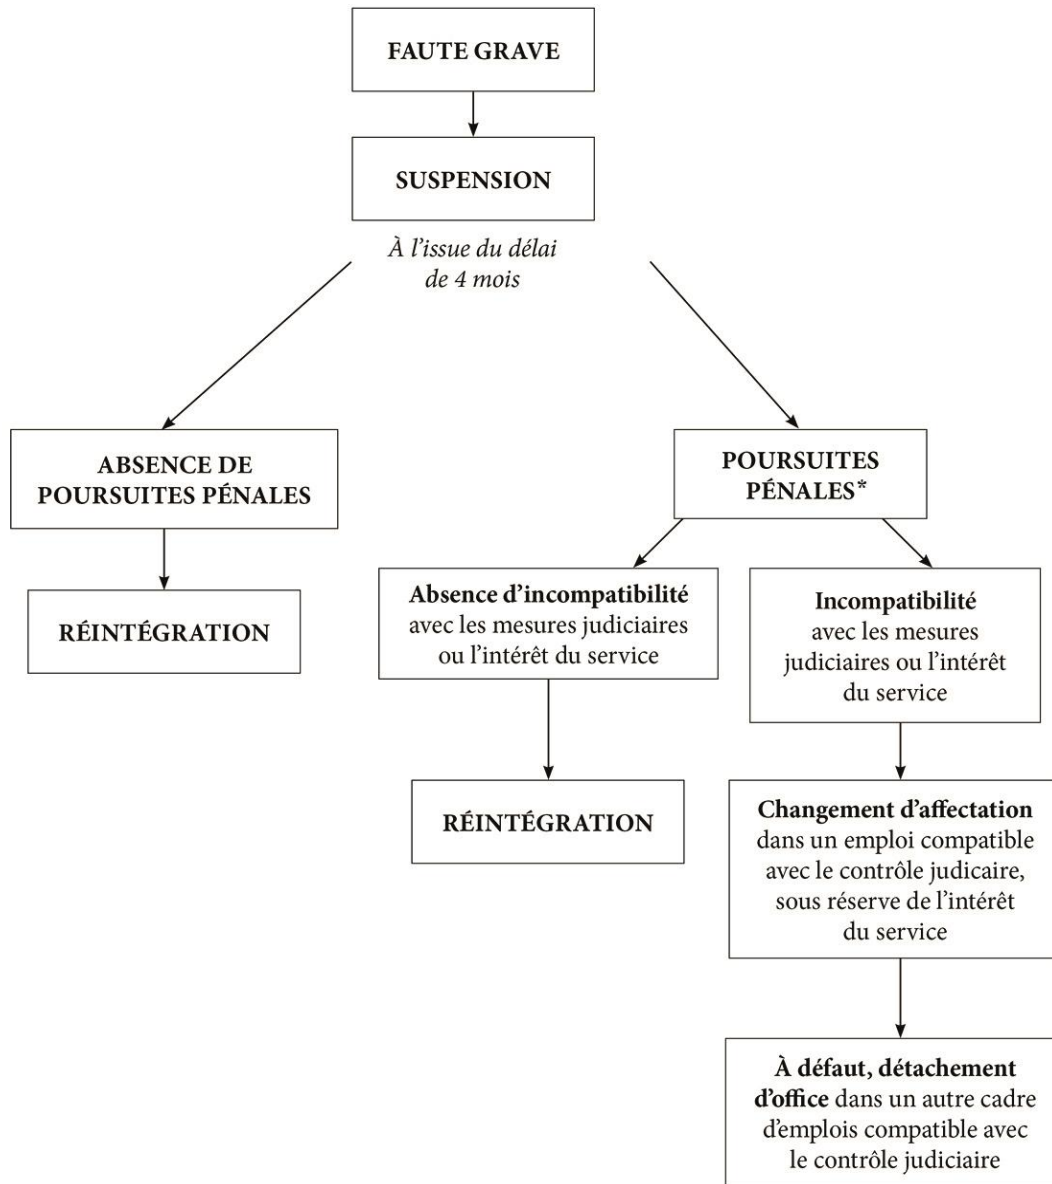 FAUTE GRAVE
SUSPENSION
À l’issue du délai
de 4 mois
ABSENCE DE
POURSUITES PÉNALES
POURSUITES
PÉNALES*
RÉINTÉGRATION
Absence d’incompatibilité
avec les mesures judiciaires
ou l’intérêt du service
Incompatibilité
avec les mesures
judiciaires ou l’intérêt
du service
RÉINTÉGRATION
Changement d’affectation
dans un emploi compatible
avec le contrôle judicaire,
sous réserve de l’intérêt
du service
À défaut, détachement
d’office dans un autre cadre
d’emplois compatible avec
le contrôle judiciaire